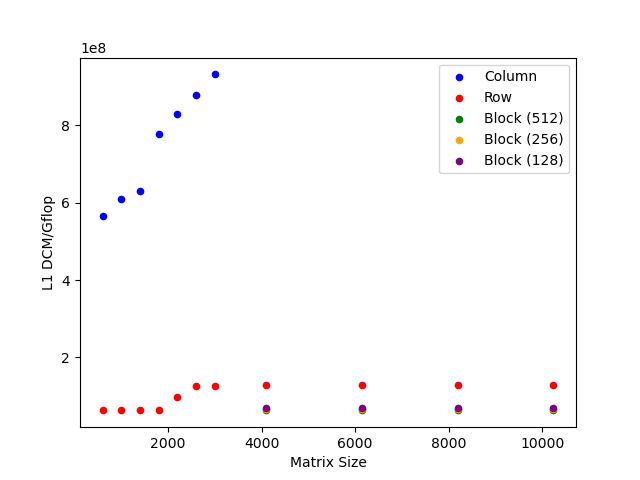 1e8
8
6
4
2
L1 DCM/Gflop
Column
Row
Block (512)
Block (256)
Block (128)
2000 4000 6000 8000 10000
Matrix Size